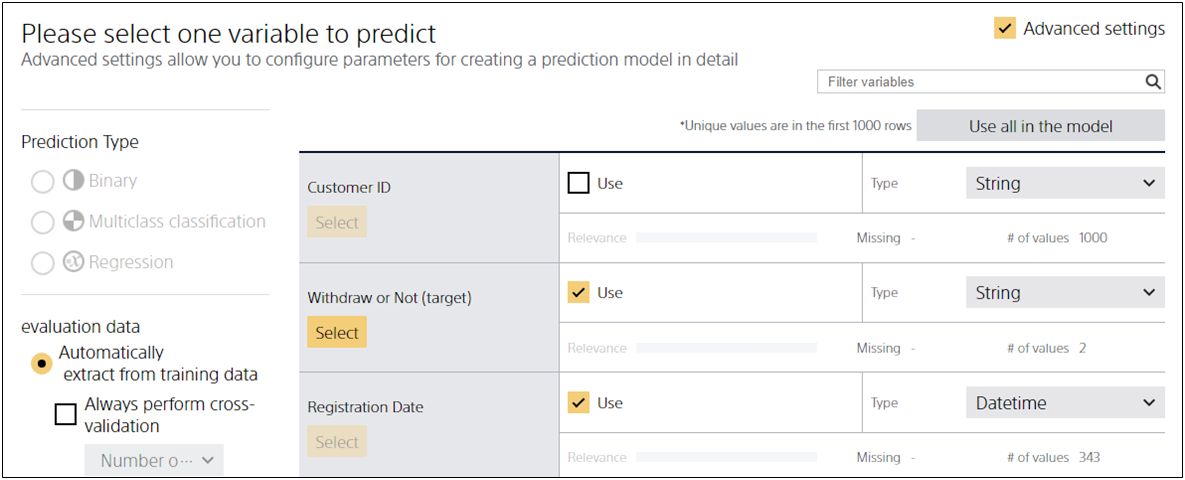 Please select one variable to predict
Advanced settings
Advanced settings allow you to configure parameters for creating a prediction model in detail
Filter variables
*Unique values are in the first 1000 rows
Use all in the model
Prediction Type
Binary
Multiclass classification
Regression
evaluation data
Automatically
extract from training data
Always perform cross-
validation
Number o···
Customer ID
Select
Use
Type
String
Relevance
Missing -
# of values 1000
Withdraw or Not (target)
Select
Use
Type
String
Relevance
Missing -
# of values 2
Registration Date
Select
Use
Type
Datetime
Relevance
Missing -
# of values 343